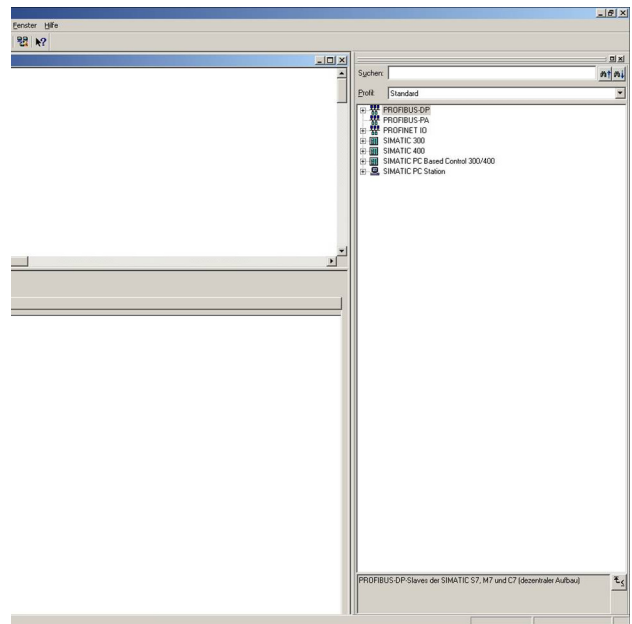 Fenster Hilfe
Suchen:
Profil: Standard
PROFIBUS-DP
PROFIBUS-PA
PROFINET IO
SIMATIC 300
SIMATIC 400
SIMATIC PC Based Control 300/400
SIMATIC PC Station
PROFIBUS-DP-Slaves der SIMATIC S7, M7 und C7 (dezentraler Aufbau)